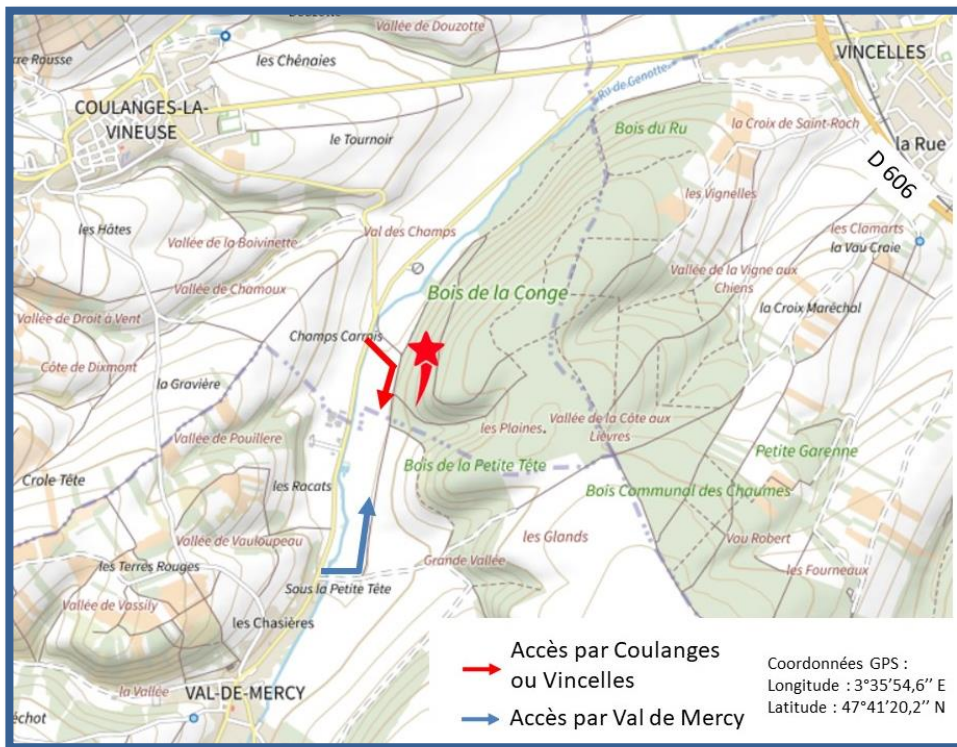 Douzotte
Vallée de Douzotte
les Chênaies
COULANGES-LA-
VINEUSE
le Tournoir
Ru de Genotte
VINCELLES
Bois du Ru
la Croix de Saint-Roch
la Rue
D 606
les Vignelles
les Hâtes
Vallée de la Boivinette
Val des Champs
les Clamarts
la Vau Craie
Vallée de Chamoux
Vallée de la Vigne aux
Chiens
Bois de la Conge
Vallée de Droit à Vent
Champs Carrois
la Croix Maréchal
Côte de Dixmont
la Gravière
les Plaines
Vallée de la Côte aux
Lièvres
Vallée de Pouillere
Petite Garenne
Bois de la Petite Tête
Crole Tête
les Racats
Bois Communal des Chaumes
Vallée de Vauloupeau
les Glands
Vau Robert
les Terres Rouges
Grande Vallée
les Fourneaux
Vallée de Vassily
Sous la Petite Tête
les Chasières
la Vallée
VAL-DE-MERCY
Accès par Coulanges
ou Vincelles
Accès par Val de Mercy
Coordonnées GPS :
Longitude : 3°35’54,6’’ E
Latitude : 47°41’20,2’’ N